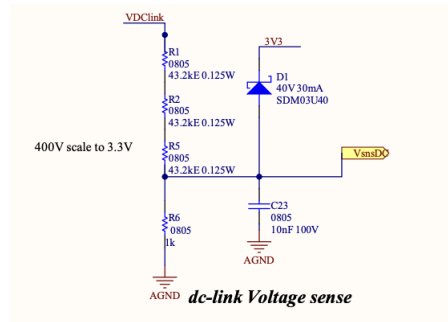 VDClink
R1
0805
43.2kE 0.125W
R2
0805
43.2kE 0.125W
R5
0805
43.2kE 0.125W
400V scale to 3.3V
R6
0805
1k
AGND
3V3
D1
40V 30mA
SDM03U40
VsnsDC
C23
0805
10nF 100V
AGND
dc-link Voltage sense